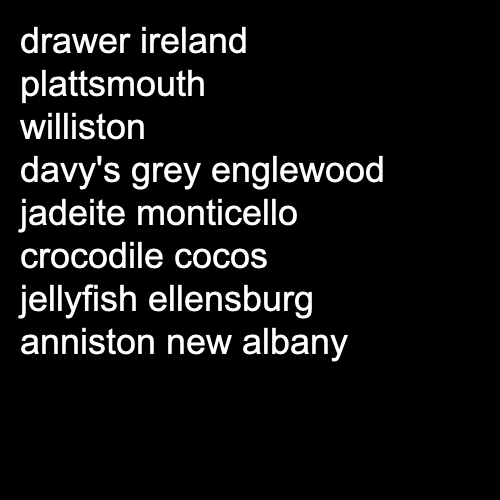 drawer ireland
plattsmouth
williston
davy's grey englewood
jadeite monticello
crocodile cocos
jellyfish ellensburg
anniston new albany